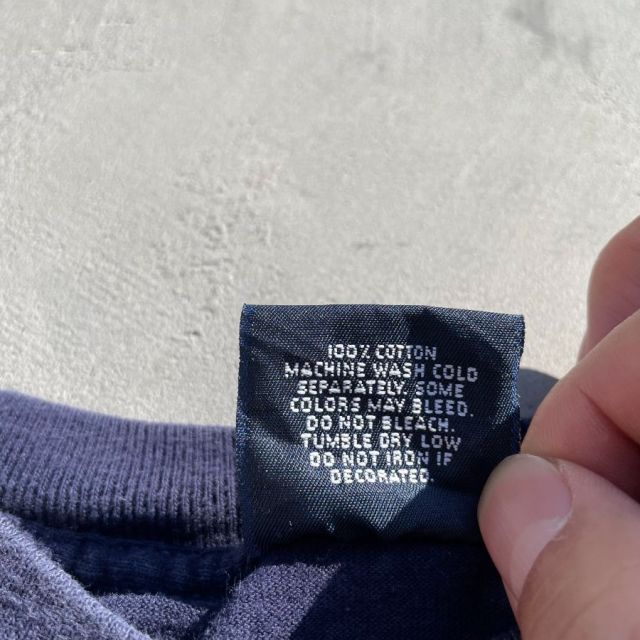 100% COTTON
MACHINE WASH COLD
SEPARATELY, SOME
COLORS MAY BLEED.
DO NOT BLEACH.
TUMBLE DRY LOW
DO NOT IRON IF
DECORATED.